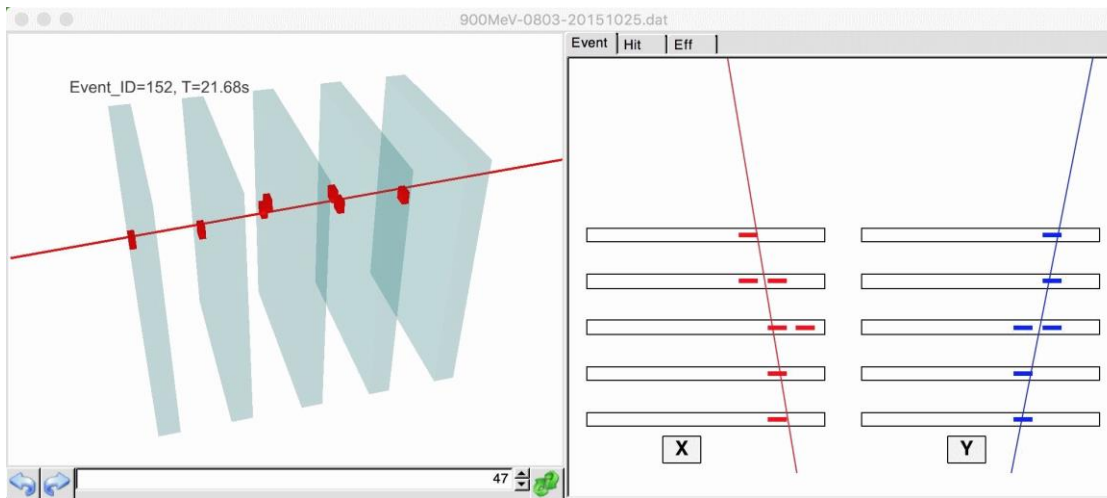 900MeV-0803-20151025.dat
Event Hit Eff
Event_ID=152, T=21.68s
X Y
47